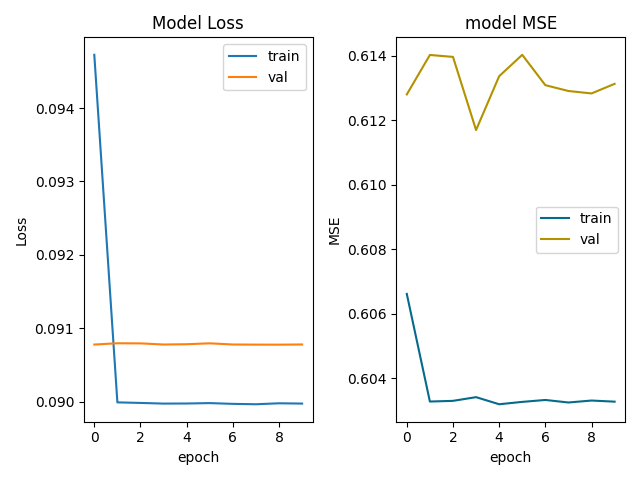 Model Loss
train
val
0.094
0.093
0.092
0.091
0.090
Loss
0 2 4 6 8
epoch
model MSE
0.614
0.612
0.610
0.608
0.606
0.604
MSE
train
val
0 2 4 6 8
epoch